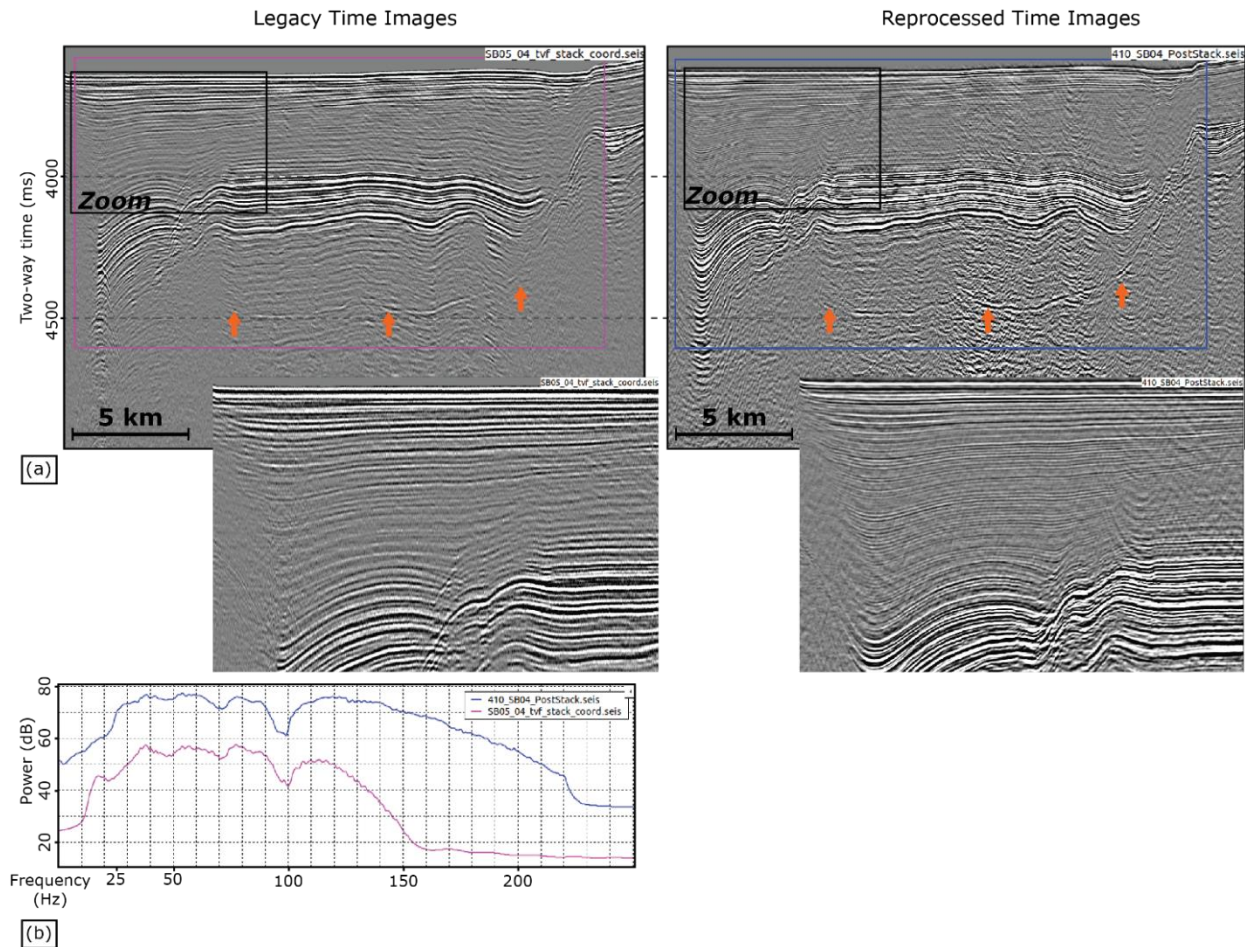 Legacy Time Images
Reprocessed Time Images
SB05_04_tvf_stack_coord.seis
410_SB04_PostStack.seis
Two-way time (ms)
4000
4500
Zoom
Zoom
5 km
5 km
SB05_04_tvf_stack_coord.seis
410_SB04_PostStack.seis
(a)
Power (dB)
80
60
40
20
410_SB04_PostStack.seis
SB05_04_tvf_stack_coord.seis
Frequency
(Hz)
25
50
100
150
200
(b)